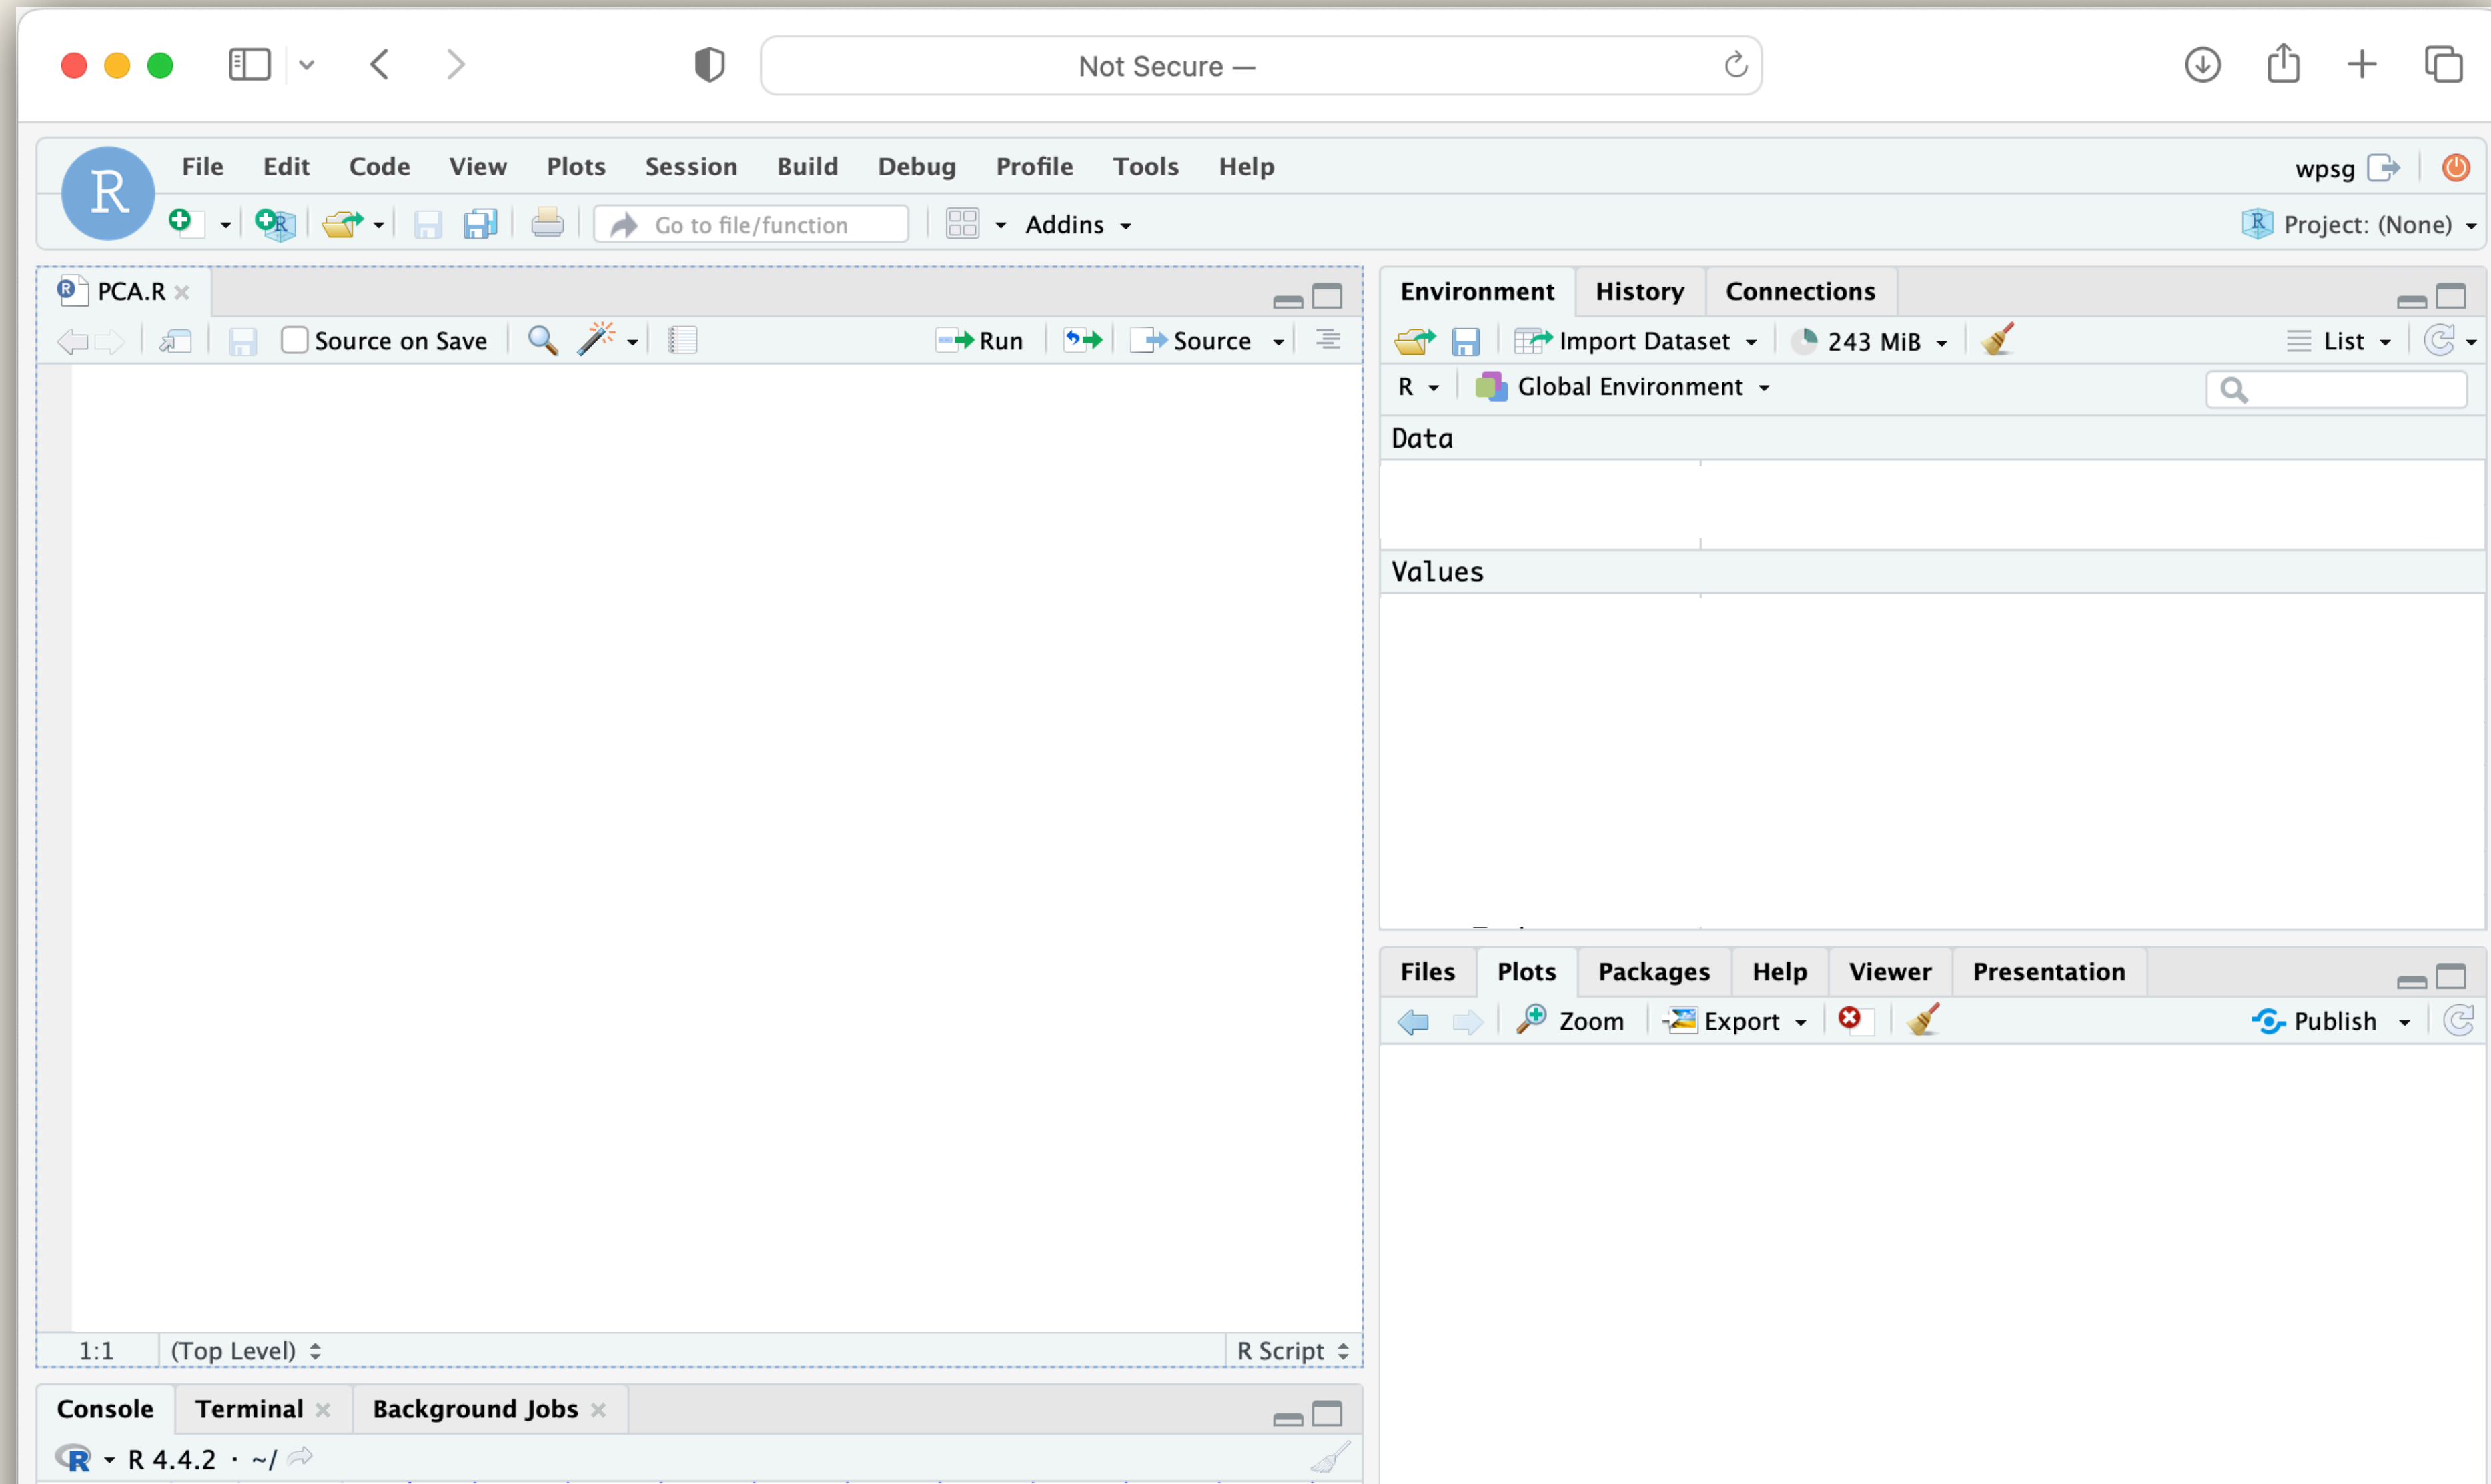 Not Secure —
R
File Edit Code View Plots Session Build Debug Profile Tools Help
wpsg
Go to file/function
Addins
Project: (None)
PCA.R
Source on Save
Run
Source
1:1 (Top Level)
R Script
Console Terminal Background Jobs
R 4.4.2 · ~/
Environment History Connections
Import Dataset
243 MiB
List
R
Global Environment
Data
Values
Files Plots Packages Help Viewer Presentation
Zoom
Export
Publish